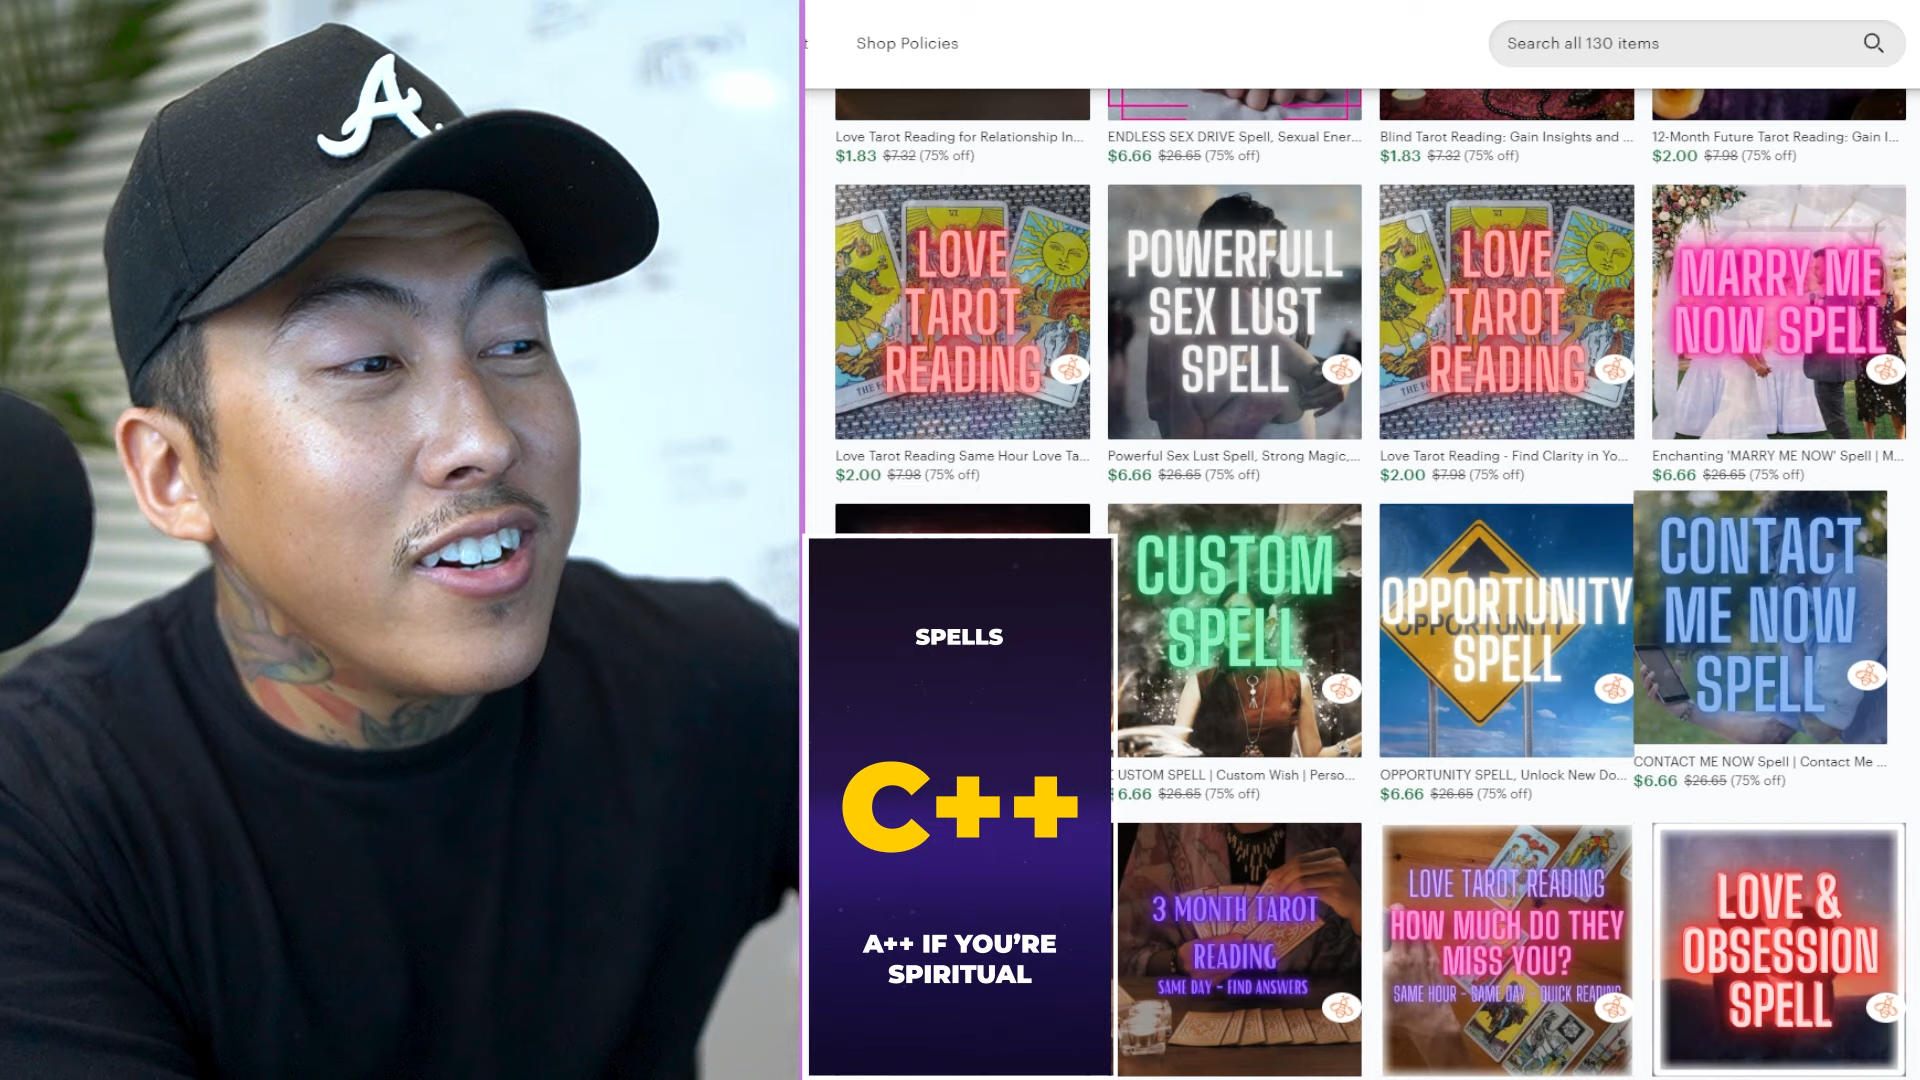 A
t
Shop Policies
Search all 130 items
Love Tarot Reading for Relationship In...
$1.83 $7.32 (75% off)
ENDLESS SEX DRIVE Spell, Sexual Ener...
$6.66 $26.65 (75% off)
Blind Tarot Reading: Gain Insights and ...
$1.83 $7.32 (75% off)
12-Month Future Tarot Reading: Gain I...
$2.00 $7.98 (75% off)
LOVE
TAROT
READING
Love Tarot Reading Same Hour Love Ta...
$2.00 $7.98 (75% off)
POWERFULL
SEX LUST
SPELL
Powerful Sex Lust Spell, Strong Magic,...
$6.66 $26.65 (75% off)
LOVE
TAROT
READING
Love Tarot Reading - Find Clarity in Yo...
$2.00 $7.98 (75% off)
MARRY ME
NOW SPELL
Enchanting 'MARRY ME NOW' Spell | M...
$6.66 $26.65 (75% off)
SPELLS
C++
A++ IF YOU'RE
SPIRITUAL
CUSTOM
SPELL
USTOM SPELL | Custom Wish | Perso...
6.66 $26.65 (75% off)
OPPORTUNITY
OPPORTUNITY
SPELL
OPPORTUNITY SPELL, Unlock New Do...
$6.66 $26.65 (75% off)
CONTACT
ME NOW
SPELL
CONTACT ME NOW Spell | Contact Me ...
$6.66 $26.65 (75% off)
3 MONTH TAROT
READING
SAME DAY - FIND ANSWERS
LOVE TAROT READING
HOW MUCH DO THEY
MISS YOU?
SAME HOUR - SAME DAY - QUICK READING
LOVE &
OBSESSION
SPELL